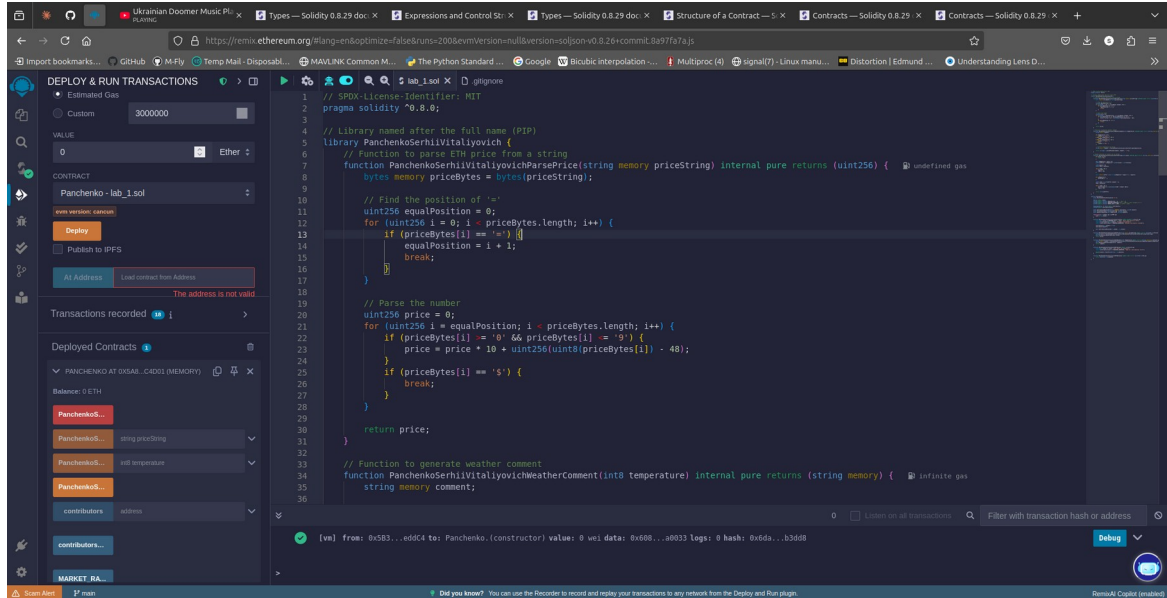 Ukrainian Doomer Music Pla
PLAYING
Types — Solidity 0.8.29 doc
Expressions and Control Str
Types — Solidity 0.8.29 doc
Structure of a Contract — S
Contracts — Solidity 0.8.29
Contracts — Solidity 0.8.29
https://remix.ethereum.org/#lang=en&optimize=false&runs=200&evmVersion=null&version=soljson-v0.8.26+commit.8a97fa7a.js
Import bookmarks...
GitHub
M-Fly
Temp Mail - Disposabl...
MAVLINK Common M...
The Python Standard ...
Google
Bicubic interpolation -...
Multiproc (4)
signal(7) - Linux manu...
Distortion | Edmund ...
Understanding Lens D...
DEPLOY & RUN TRANSACTIONS
Estimated Gas
Custom
3000000
VALUE
0
Ether
CONTRACT
Panchenko - lab_1.sol
evm version: cancun
Deploy
Publish to IPFS
At Address
Load contract from Address
The address is not valid
Transactions recorded 18 i
Deployed Contracts 1
PANCHENKO AT 0X5A8...C4D01 (MEMORY)
Balance: 0 ETH
PanchenkoS...
PanchenkoS...
string priceString
PanchenkoS...
int8 temperature
PanchenkoS...
contributors
address
contributors...
MARKET_RA...
lab_1.sol
.gitignore
1 // SPDX-License-Identifier: MIT
2 pragma solidity ^0.8.0;
3
4 // Library named after the full name (PIP)
5 library PanchenkoSerhiiVitaliyovich {
6 // Function to parse ETH price from a string
7 function PanchenkoSerhiiVitaliyovichParsePrice(string memory priceString) internal pure returns (uint256) { undefined gas
8 bytes memory priceBytes = bytes(priceString);
9
10 // Find the position of '='
11 uint256 equalPosition = 0;
12 for (uint256 i = 0; i < priceBytes.length; i++) {
13 if (priceBytes[i] == '=') {
14 equalPosition = i + 1;
15 break;
16 }
17 }
18
19 // Parse the number
20 uint256 price = 0;
21 for (uint256 i = equalPosition; i < priceBytes.length; i++) {
22 if (priceBytes[i] >= '0' && priceBytes[i] <= '9') {
23 price = price * 10 + uint256(uint8(priceBytes[i]) - 48);
24 }
25 if (priceBytes[i] == '$') {
26 break;
27 }
28 }
29
30 return price;
31 }
32
33 // Function to generate weather comment
34 function PanchenkoSerhiiVitaliyovichWeatherComment(int8 temperature) internal pure returns (string memory) { infinite gas
35 string memory comment;
36
0
Listen on all transactions
Filter with transaction hash or address
[vm] from: 0x5B3...eddC4 to: Panchenko.(constructor) value: 0 wei data: 0x608...a0033 logs: 0 hash: 0x6da...b3dd8
Debug
>
Scam Alert
main
Did you know? You can use the Recorder to record and replay your transactions to any network from the Deploy and Run plugin.
RemixAI Copilot (enabled)